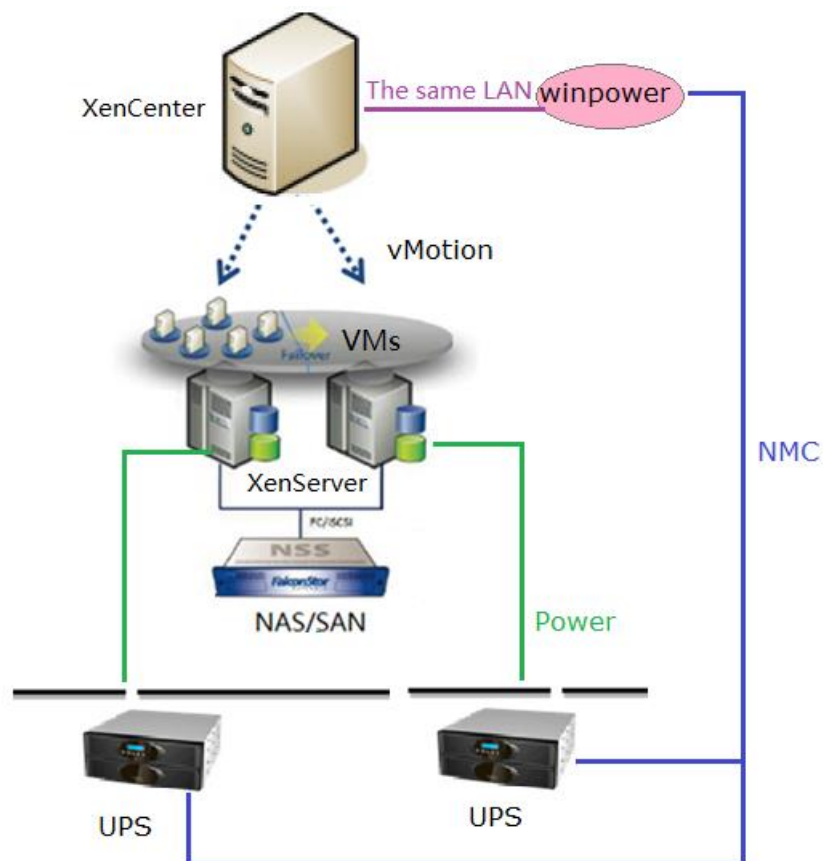 XenCenter
The same LAN
winpower
vMotion
VMs
Failover
XenServer
FC/iSCSI
NSS
FalconStor
NAS/SAN
NMC
Power
UPS
UPS